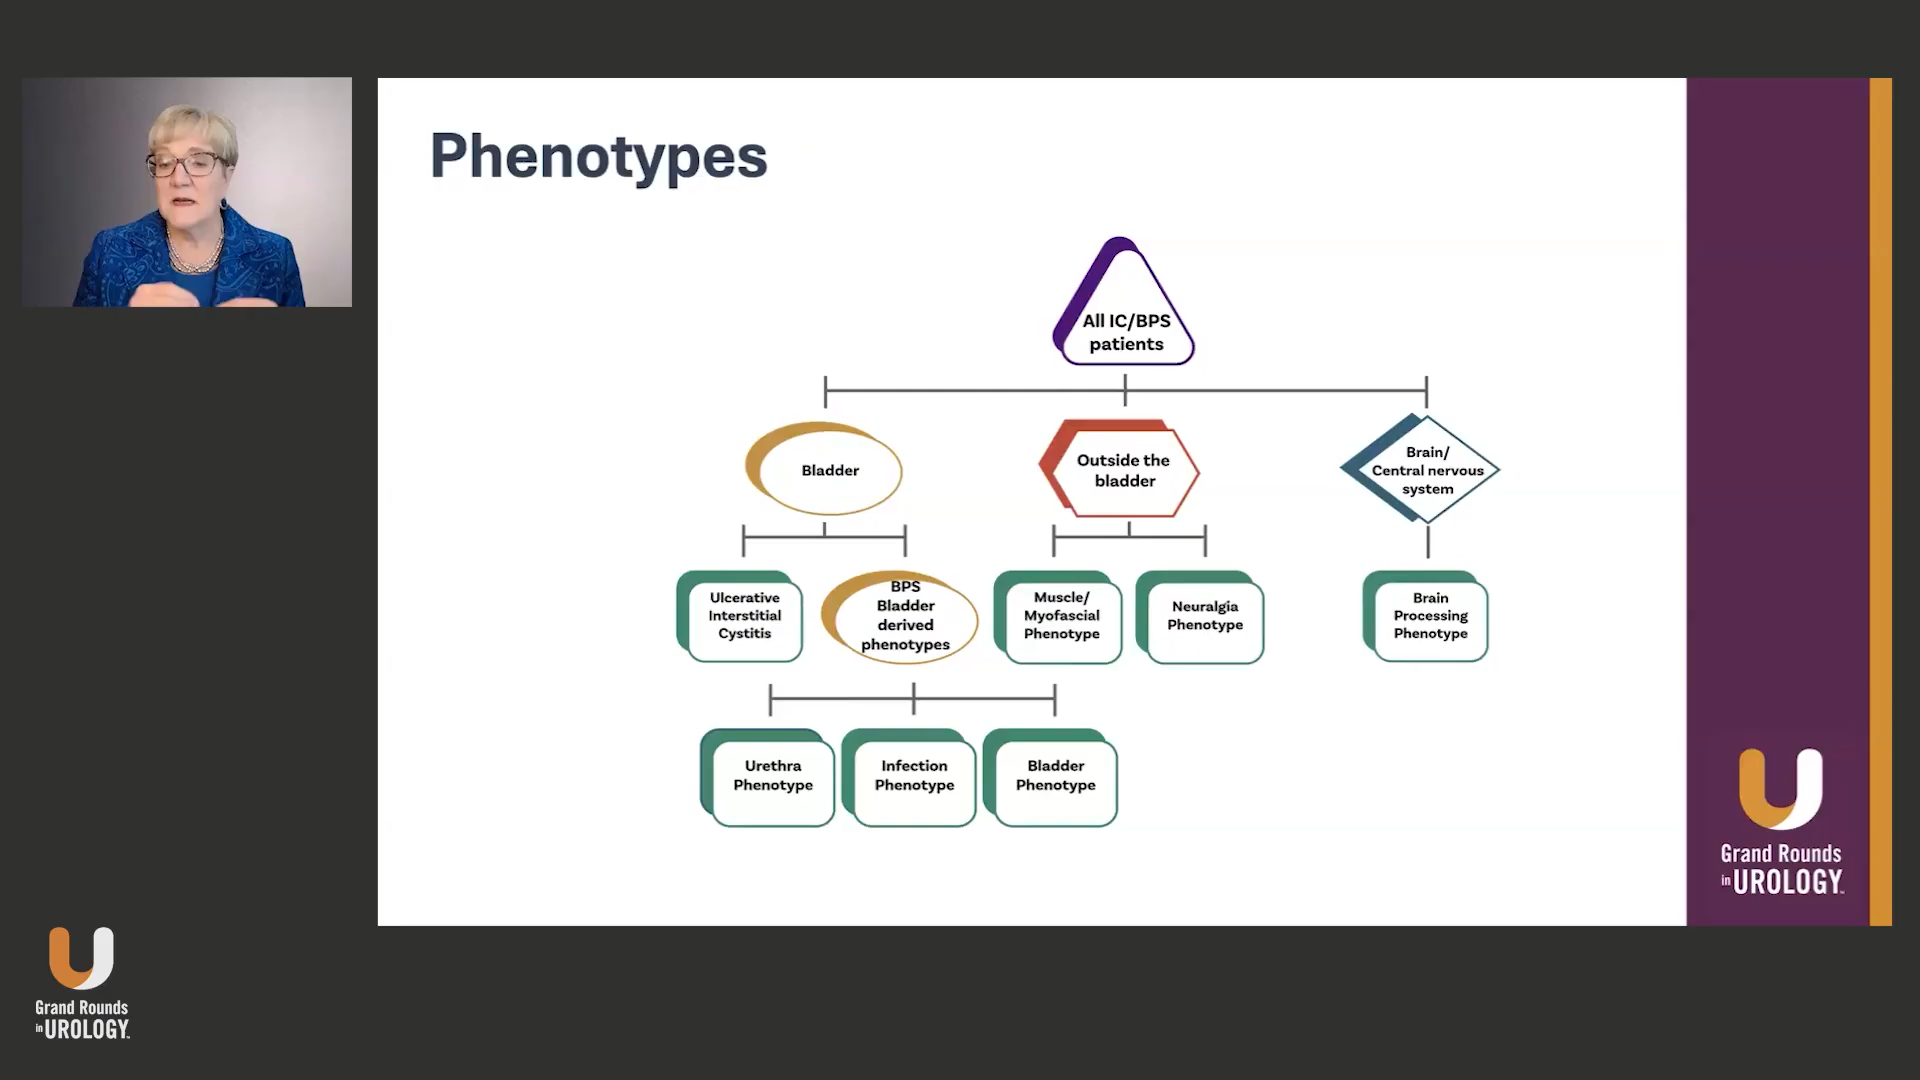 Phenotypes
All IC/BPS
patients
Bladder
Outside the
bladder
Brain/
Central nervous
system
Ulcerative
Interstitial
Cystitis
BPS
Bladder
derived
phenotypes
Muscle/
Myofascial
Phenotype
Neuralgia
Phenotype
Brain
Processing
Phenotype
Urethra
Phenotype
Infection
Phenotype
Bladder
Phenotype
Grand Rounds
in UROLOGY™
Grand Rounds
in UROLOGY™